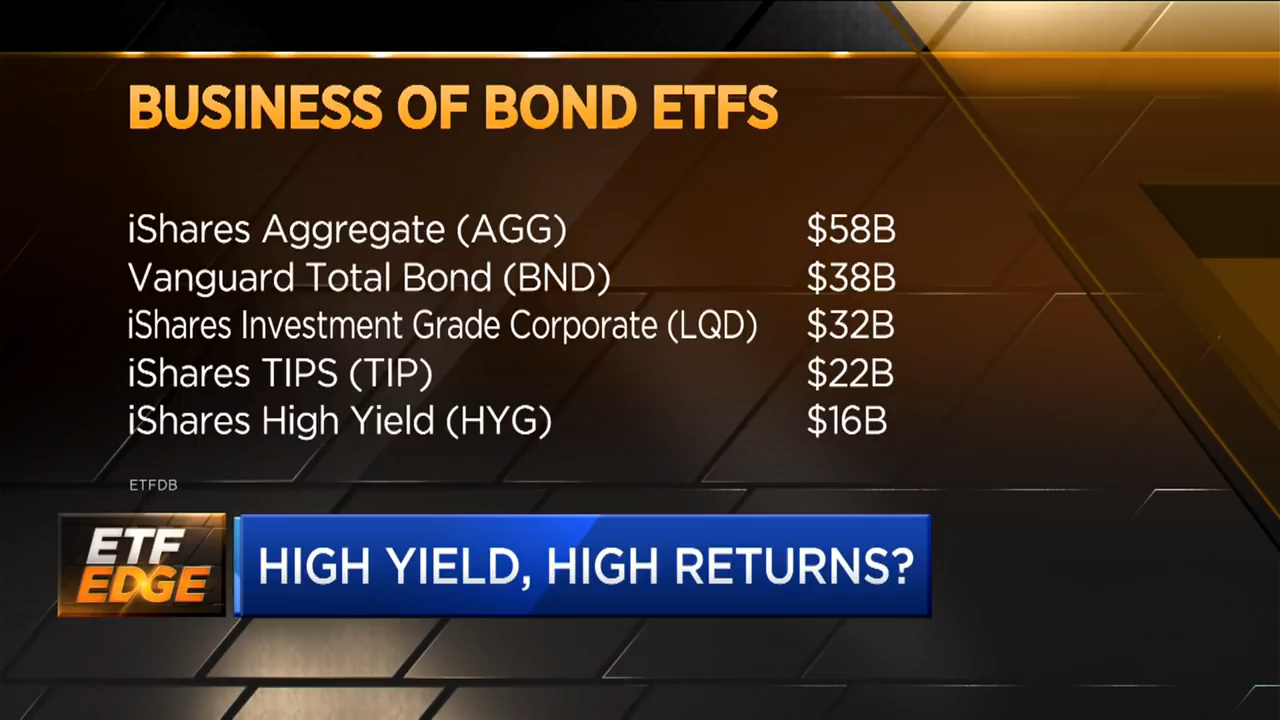 BUSINESS OF BOND ETFS
iShares Aggregate (AGG) $58B
Vanguard Total Bond (BND) $38B
iShares Investment Grade Corporate (LQD) $32B
iShares TIPS (TIP) $22B
iShares High Yield (HYG) $16B
ETFDB
ETF
EDGE
HIGH YIELD, HIGH RETURNS?